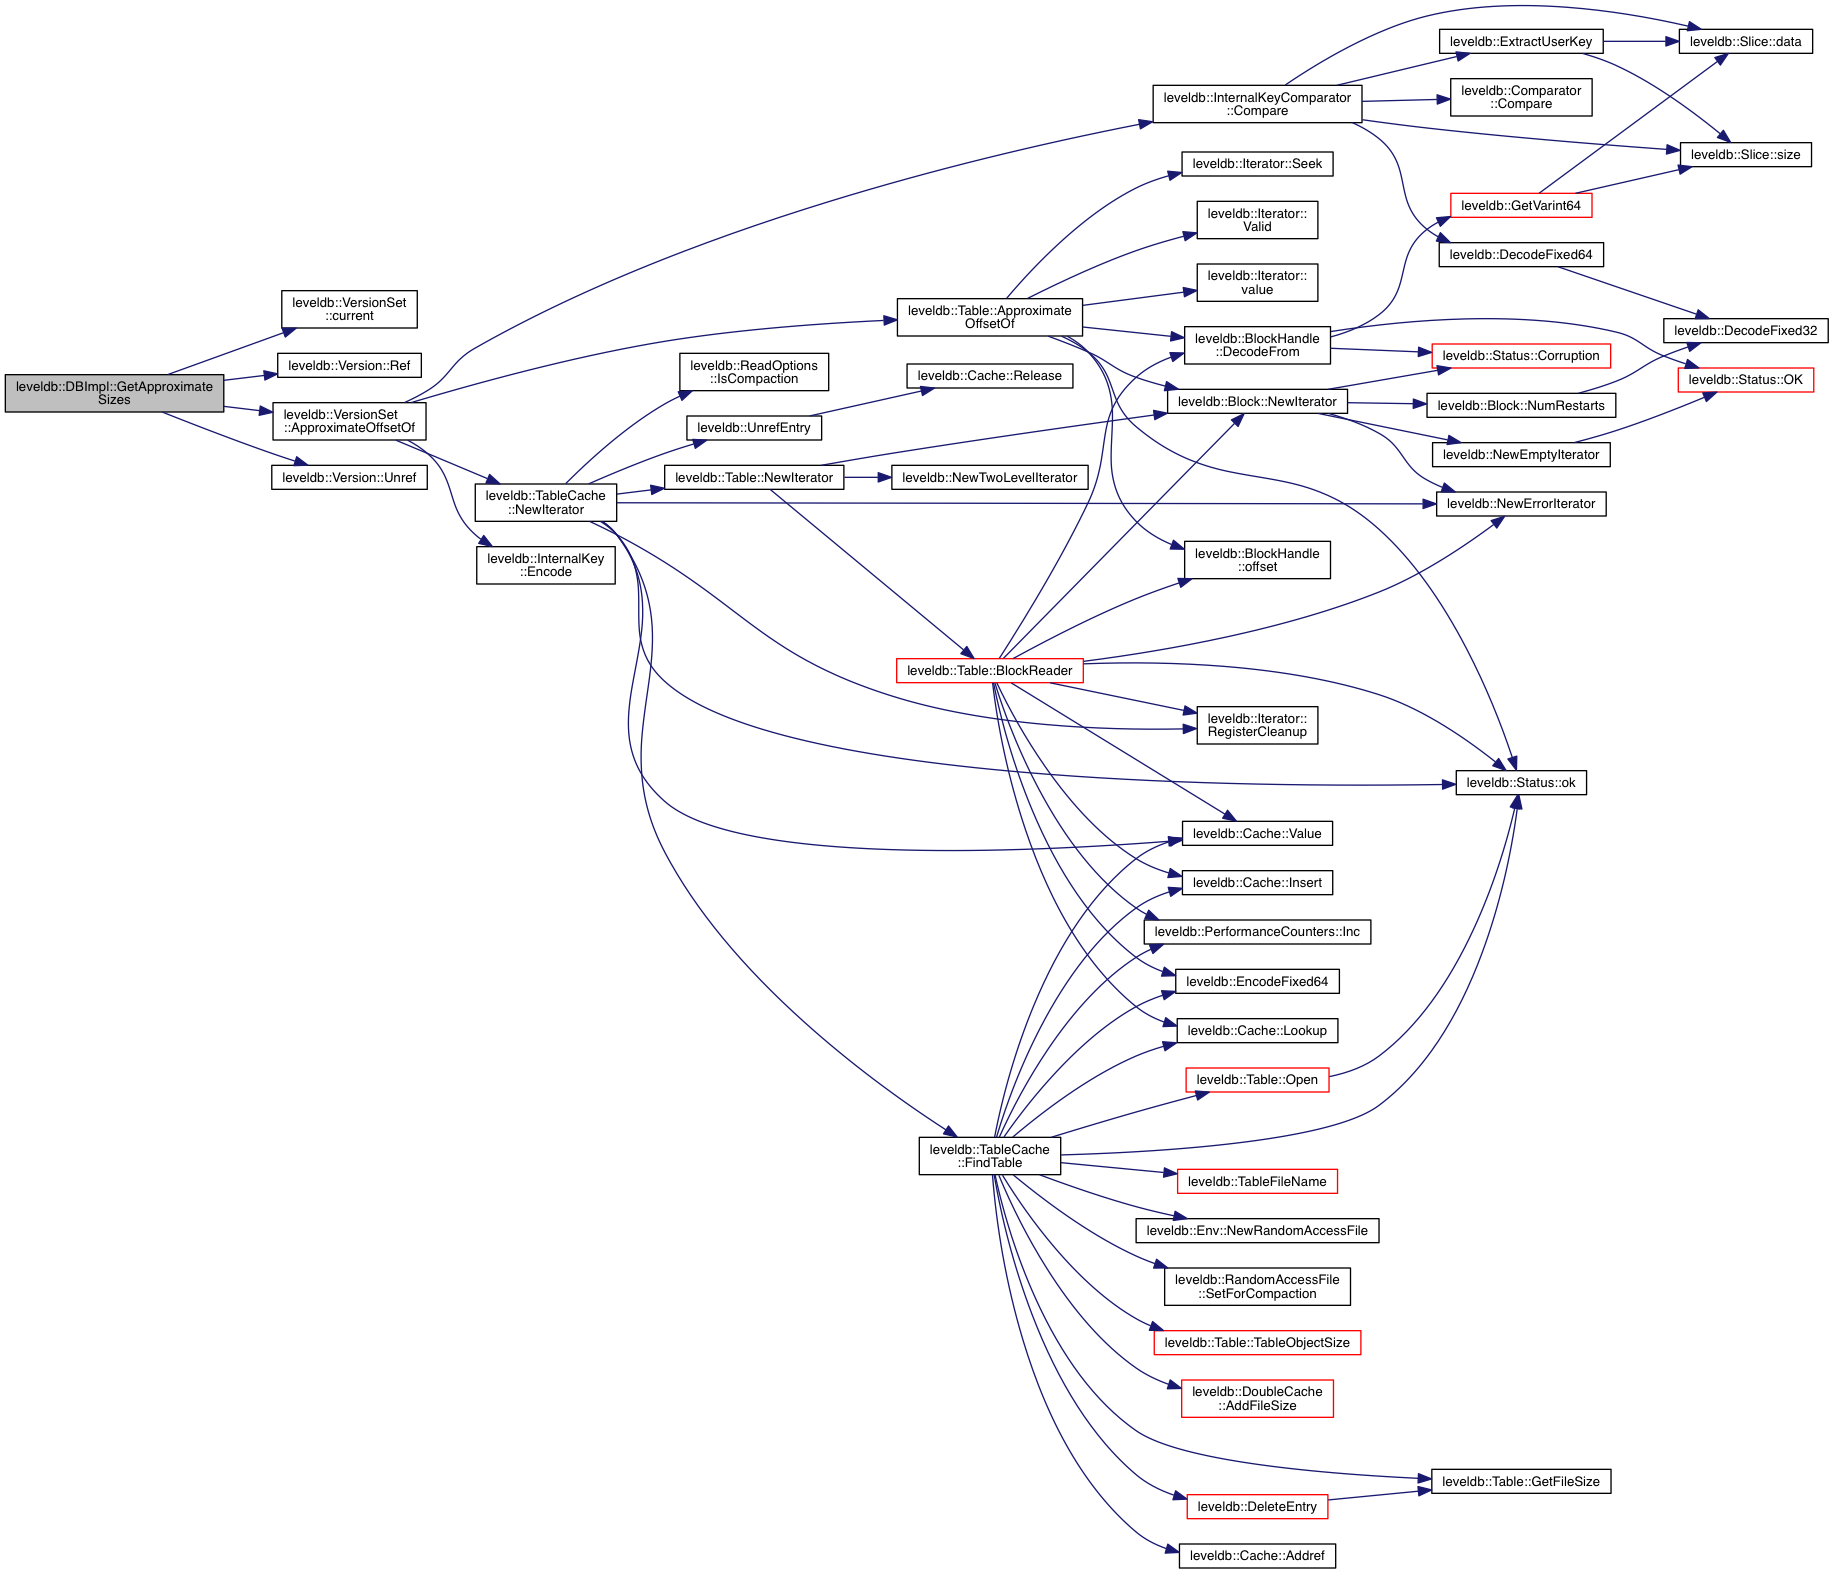 leveldb::DBImpl::GetApproximate
Sizes
leveldb::VersionSet
::current
leveldb::Version::Ref
leveldb::VersionSet
::ApproximateOffsetOf
leveldb::Version::Unref
leveldb::TableCache
::NewIterator
leveldb::InternalKey
::Encode
leveldb::ReadOptions
::IsCompaction
leveldb::UnrefEntry
leveldb::Table::NewIterator
leveldb::Table::Approximate
OffsetOf
leveldb::Cache::Release
leveldb::NewTwoLevelIterator
leveldb::Table::BlockReader
leveldb::TableCache
::FindTable
leveldb::InternalKeyComparator
::Compare
leveldb::Iterator::Seek
leveldb::Iterator::
Valid
leveldb::Iterator::
value
leveldb::BlockHandle
::DecodeFrom
leveldb::Block::NewIterator
leveldb::BlockHandle
::offset
leveldb::Iterator::
RegisterCleanup
leveldb::Cache::Value
leveldb::Cache::Insert
leveldb::PerformanceCounters::Inc
leveldb::EncodeFixed64
leveldb::Cache::Lookup
leveldb::Table::Open
leveldb::TableFileName
leveldb::Env::NewRandomAccessFile
leveldb::RandomAccessFile
::SetForCompaction
leveldb::Table::TableObjectSize
leveldb::DoubleCache
::AddFileSize
leveldb::DeleteEntry
leveldb::Cache::Addref
leveldb::ExtractUserKey
leveldb::Comparator
::Compare
leveldb::GetVarint64
leveldb::DecodeFixed64
leveldb::Status::Corruption
leveldb::Block::NumRestarts
leveldb::NewEmptyIterator
leveldb::NewErrorIterator
leveldb::Status::ok
leveldb::Table::GetFileSize
leveldb::Slice::data
leveldb::Slice::size
leveldb::DecodeFixed32
leveldb::Status::OK